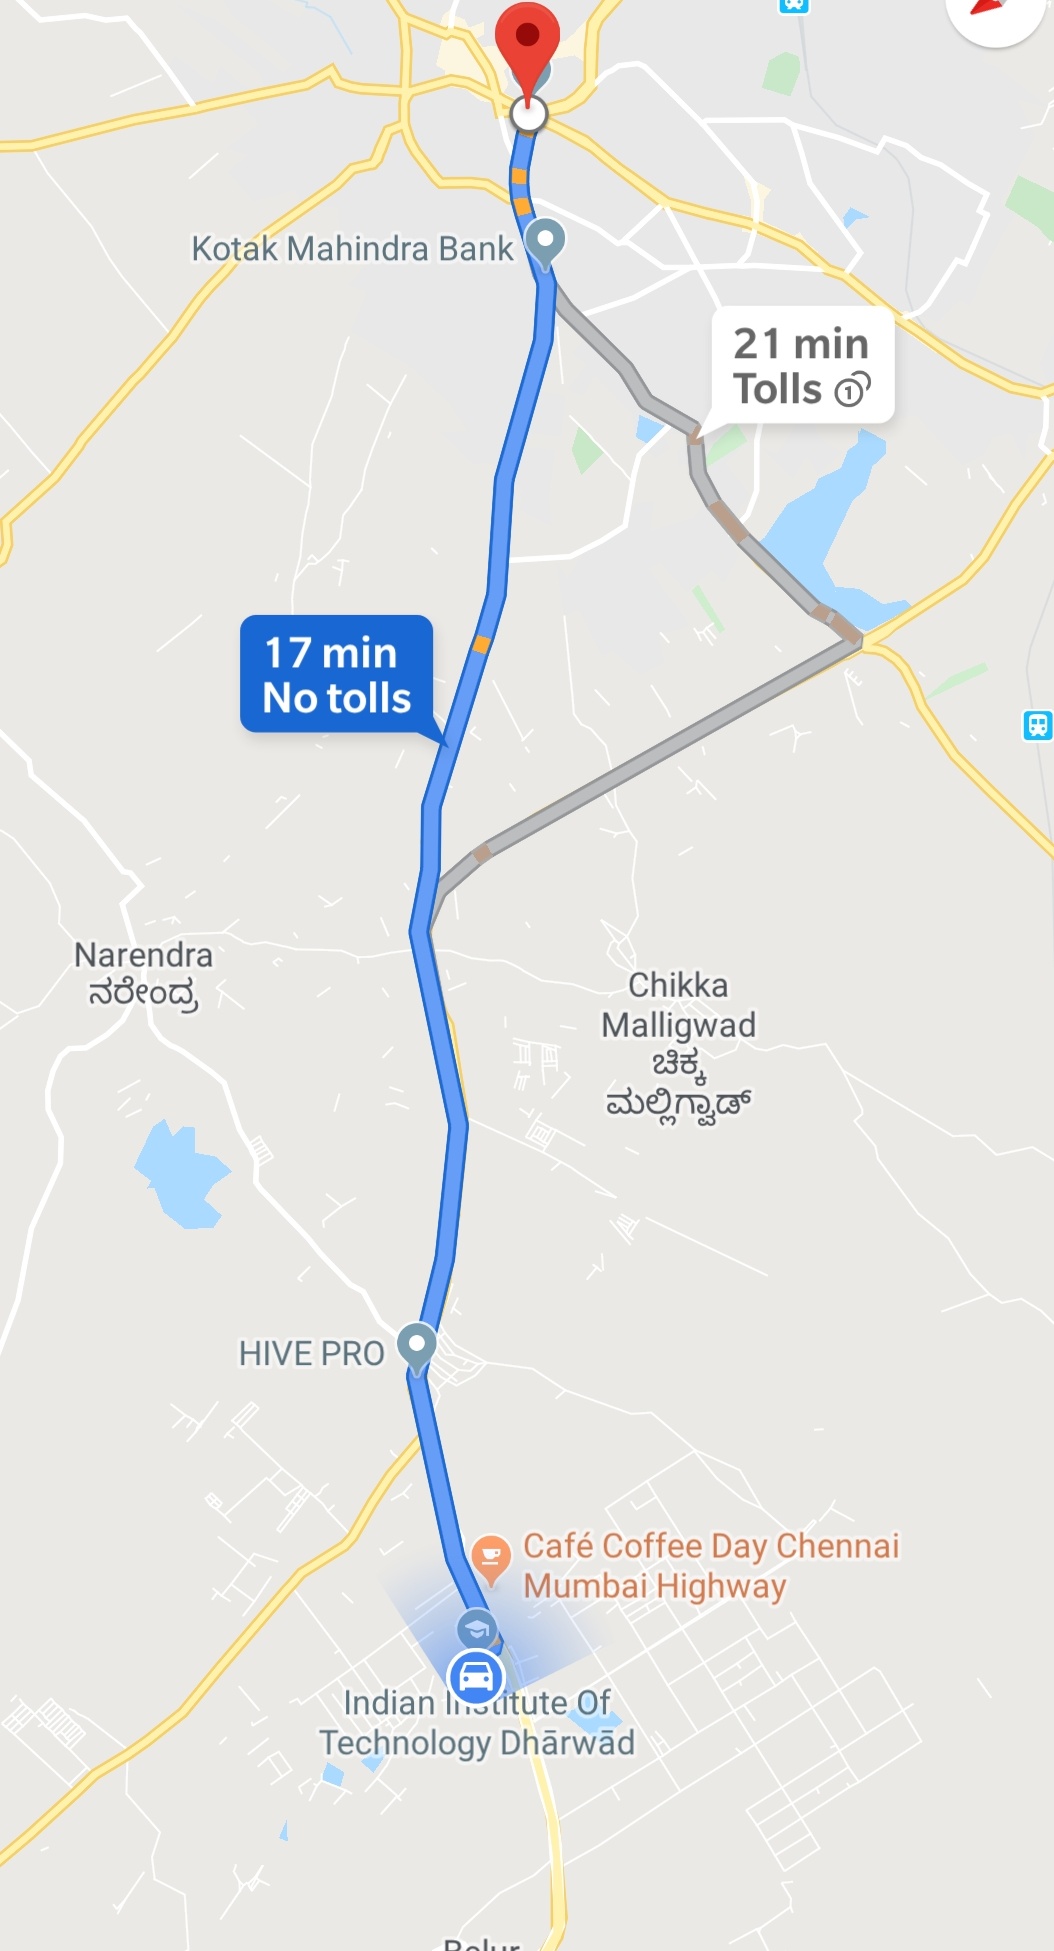 Kotak Mahindra Bank
21 min
Tolls
17 min
No tolls
Narendra
ನರೇಂದ್ರ
Chikka
Malligwad
ಚಿಕ್ಕ
ಮಲ್ಲಿಗ್ವಾಡ್
HIVE PRO
Café Coffee Day Chennai
Mumbai Highway
Indian Institute Of
Technology Dhārwād